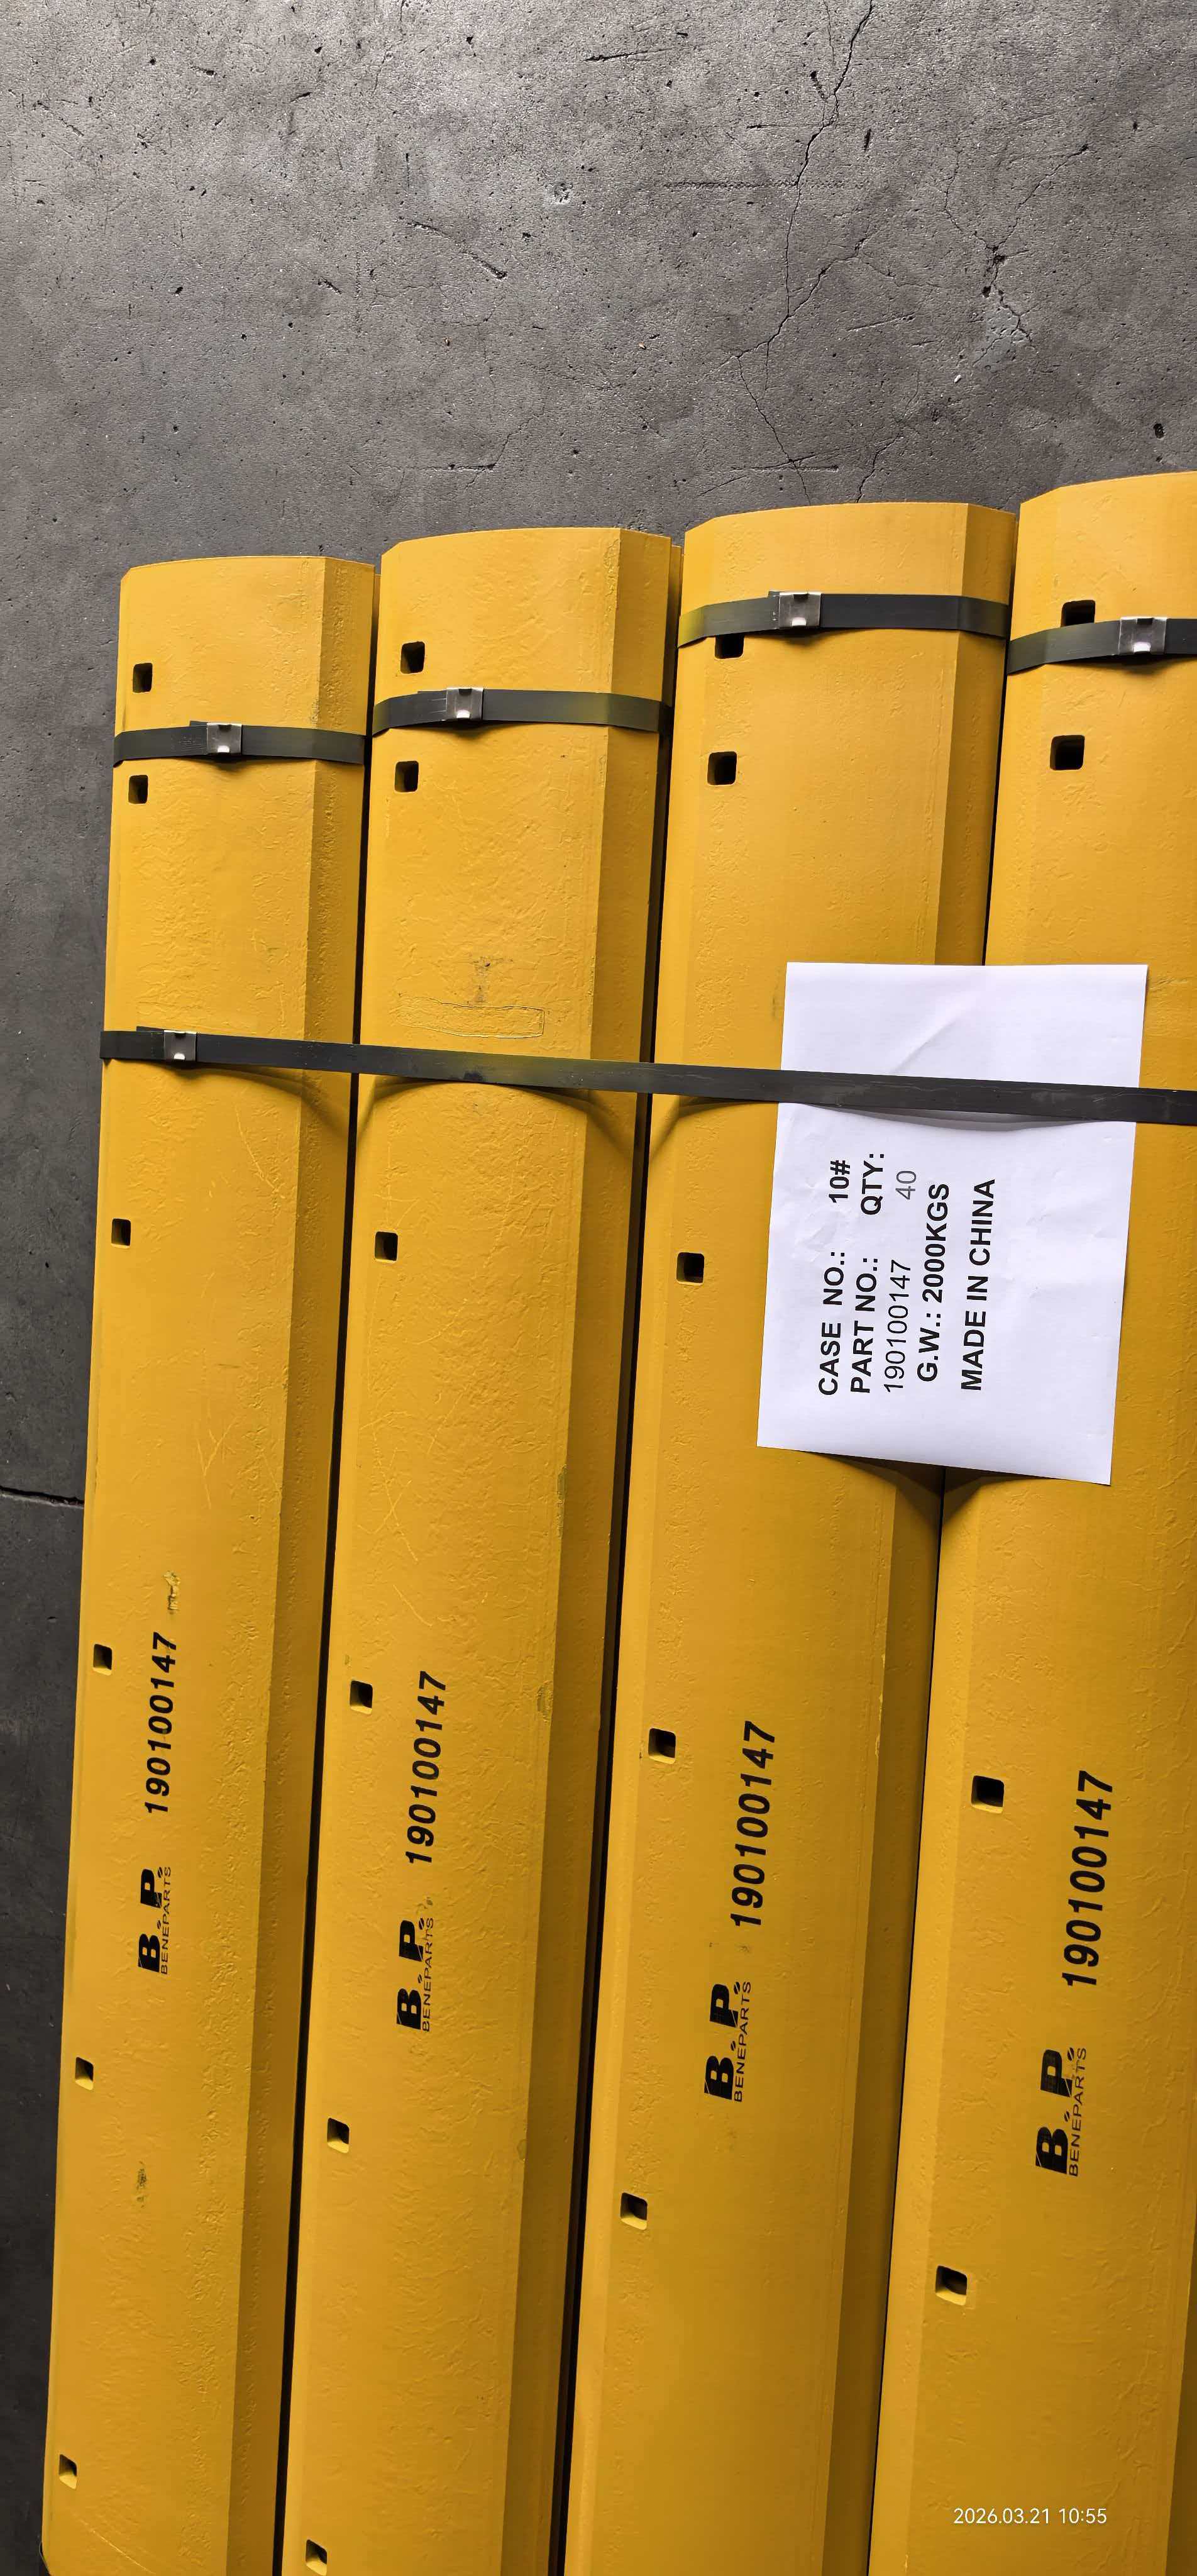 CASE NO.: 10#
PART NO.: QTY:
190100147 40
G.W.: 2000KGS
MADE IN CHINA
190100147
B.P.
BENEPARTS
190100147
B.P.
BENEPARTS
190100147
B.P.
BENEPARTS
190100147
B.P.
BENEPARTS
2026.03.21 10:55